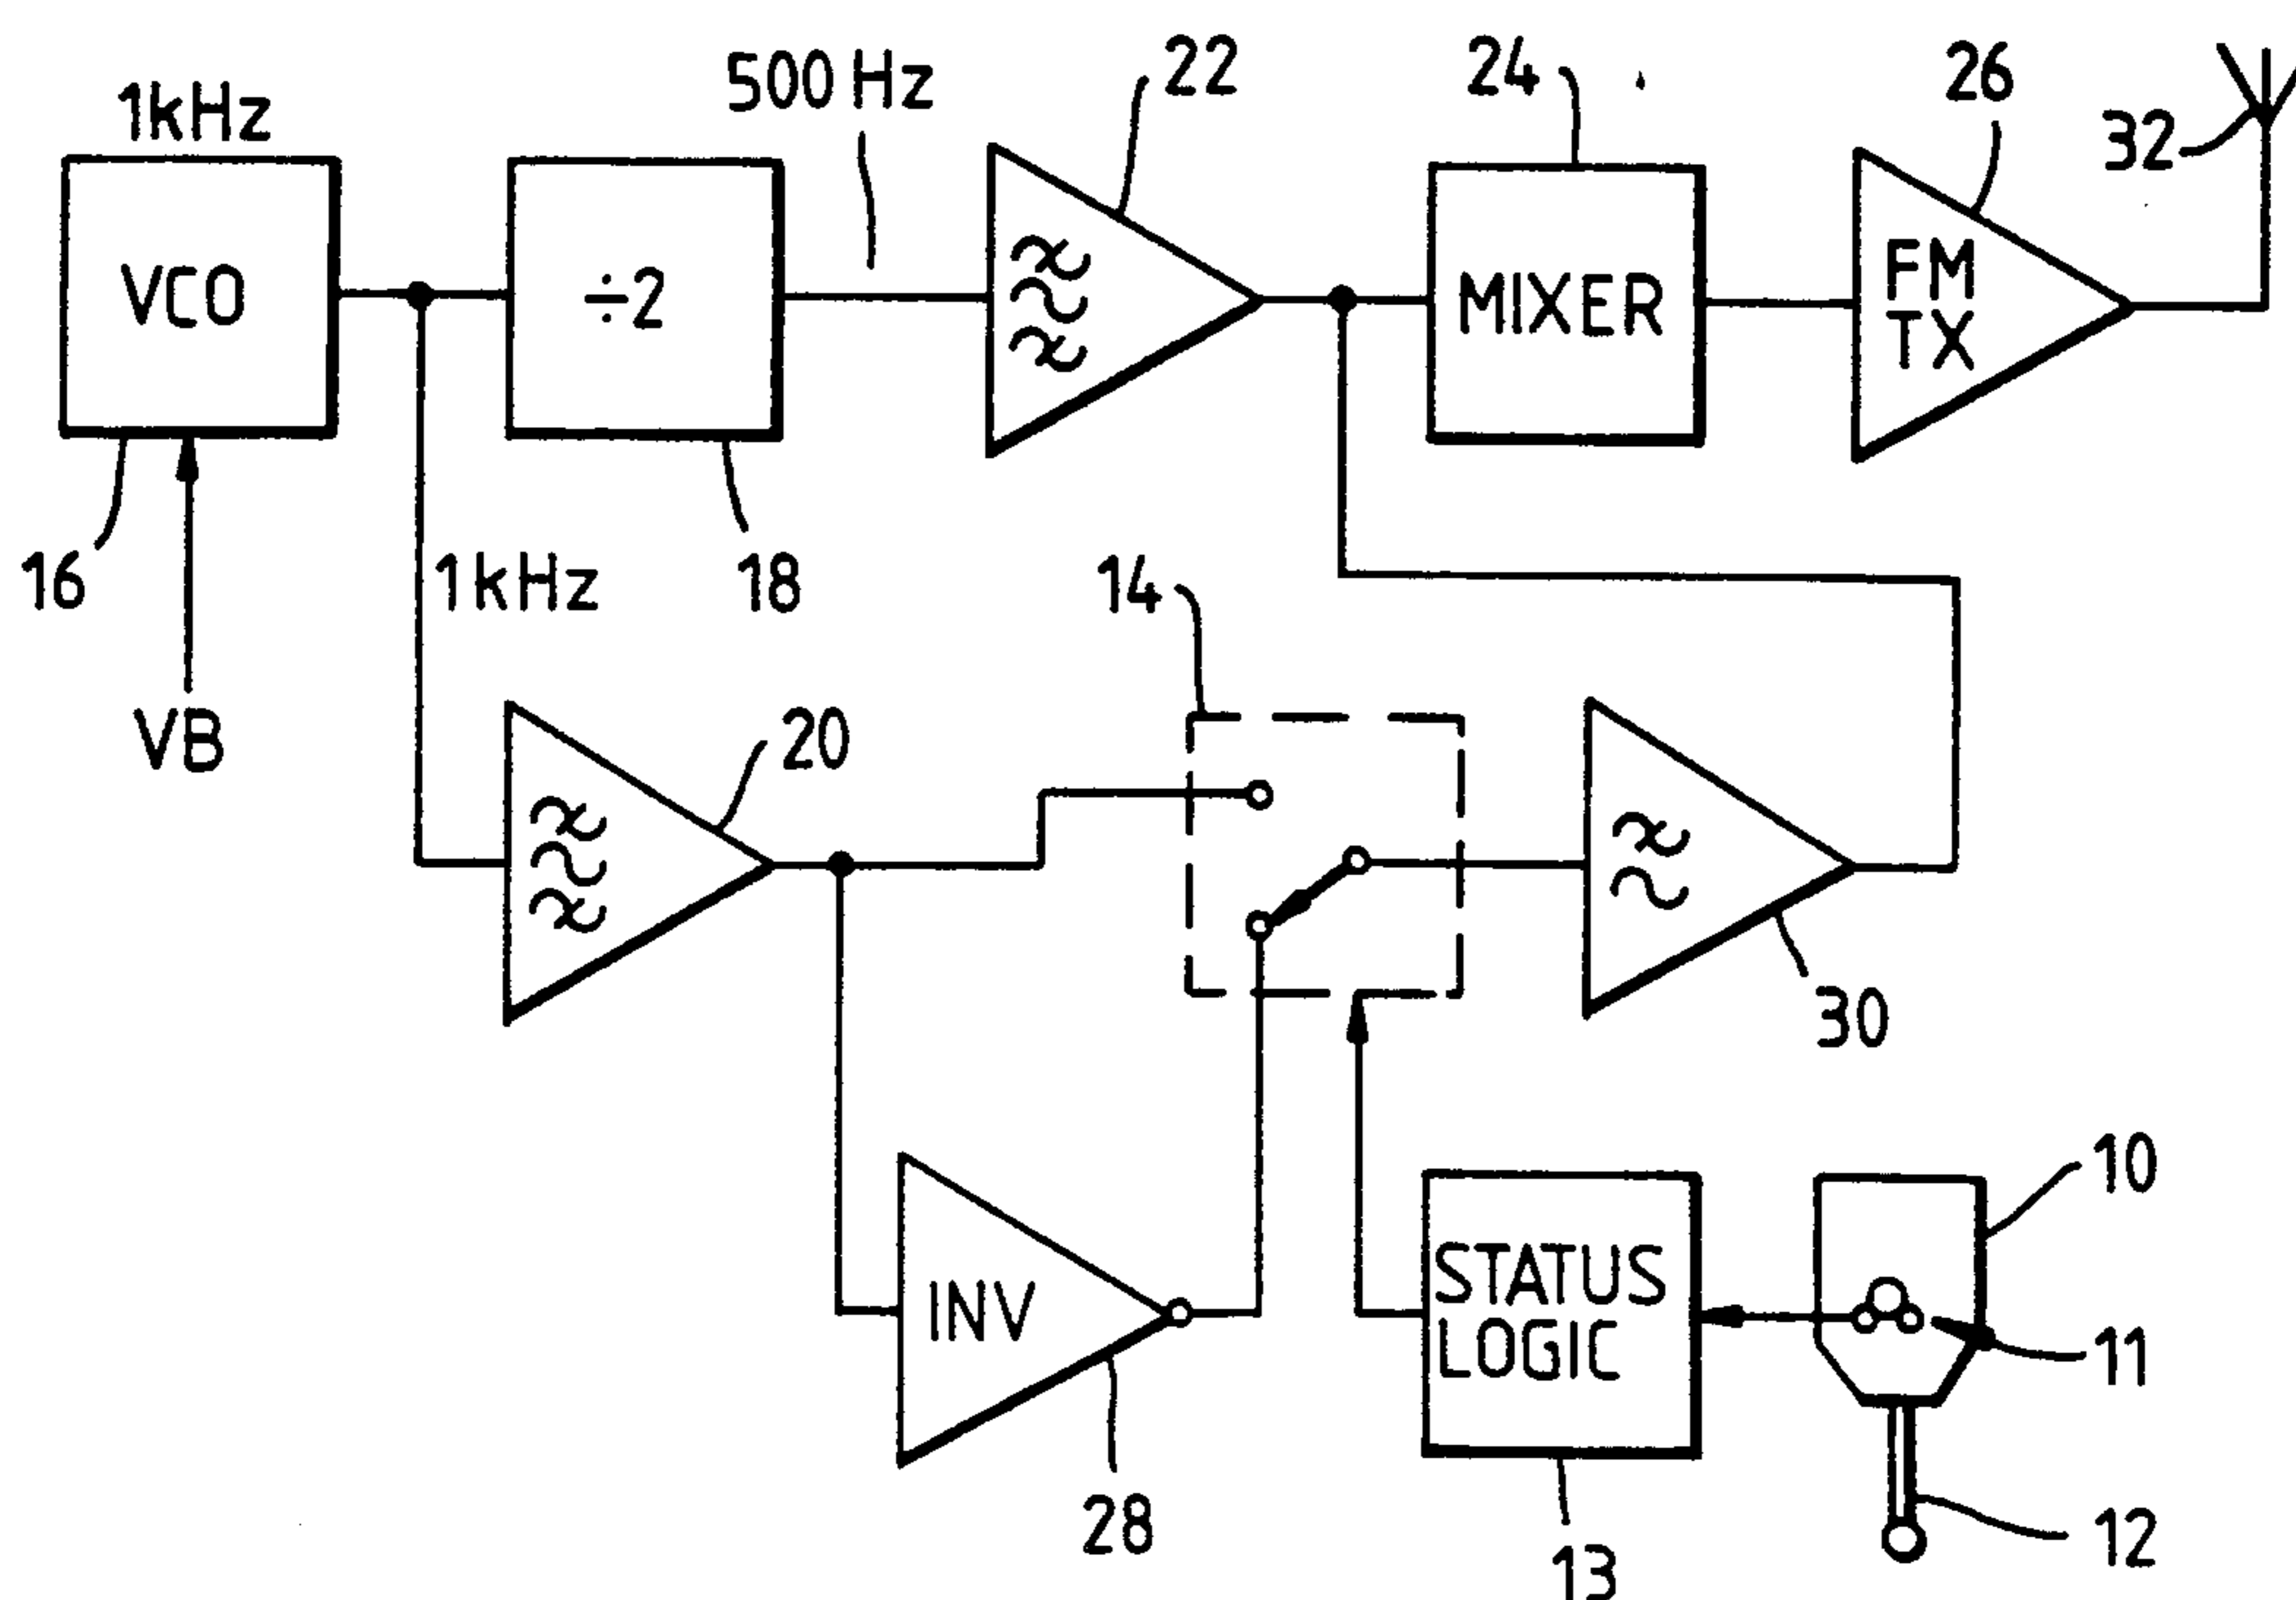 1kHz
500 Hz
22
24
26
32
VCO
÷2
MIXER
FM
TX
16
1kHz
18
14
VB
20
30
10
INV
STATUS
LOGIC
11
28
13
12